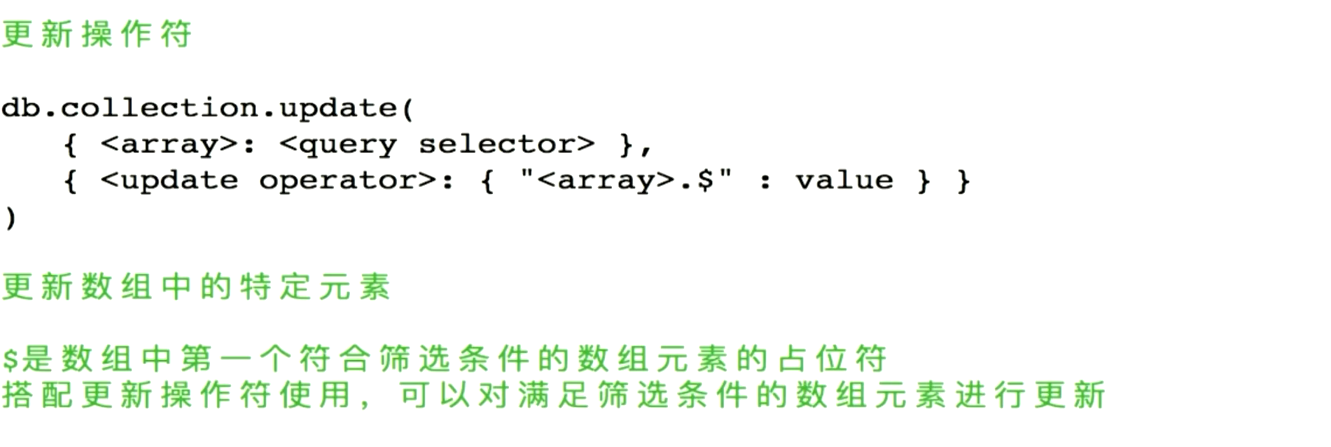 更新操作符
db.collection.update(
{ <array>: <query selector> },
{ <update operator>: { "<array>.$" : value } }
)
更新数组中的特定元素
$是数组中第一个符合筛选条件的数组元素的占位符
搭配更新操作符使用，可以对满足筛选条件的数组元素进行更新